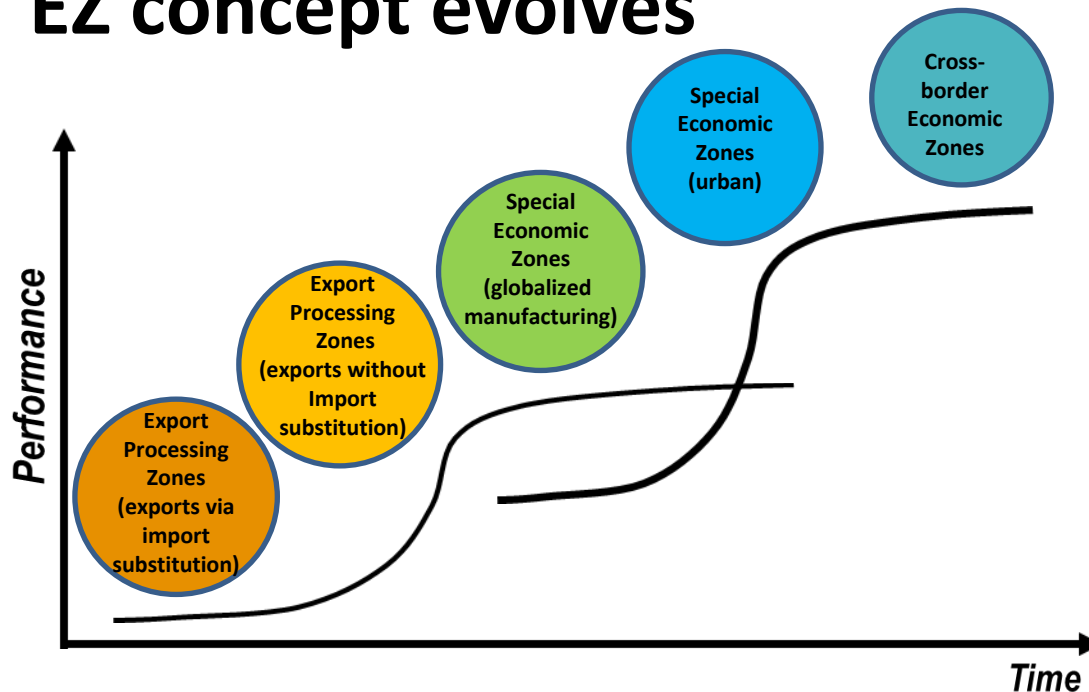 EZ concept evolves
Cross-
border
Economic
Zones
Special
Economic
Zones
(urban)
Special
Economic
Zones
(globalized
manufacturing)
Export
Processing
Zones
(exports without
Import
substitution)
Export
Processing
Zones
(exports via
import
substitution)
Performance
Time